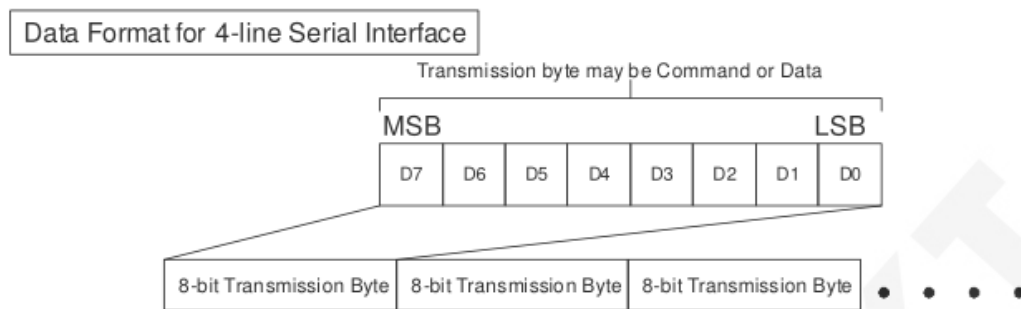 Data Format for 4-line Serial Interface
Transmission byte may be Command or Data
MSB LSB
D7 D6 D5 D4 D3 D2 D1 D0
8-bit Transmission Byte 8-bit Transmission Byte 8-bit Transmission Byte